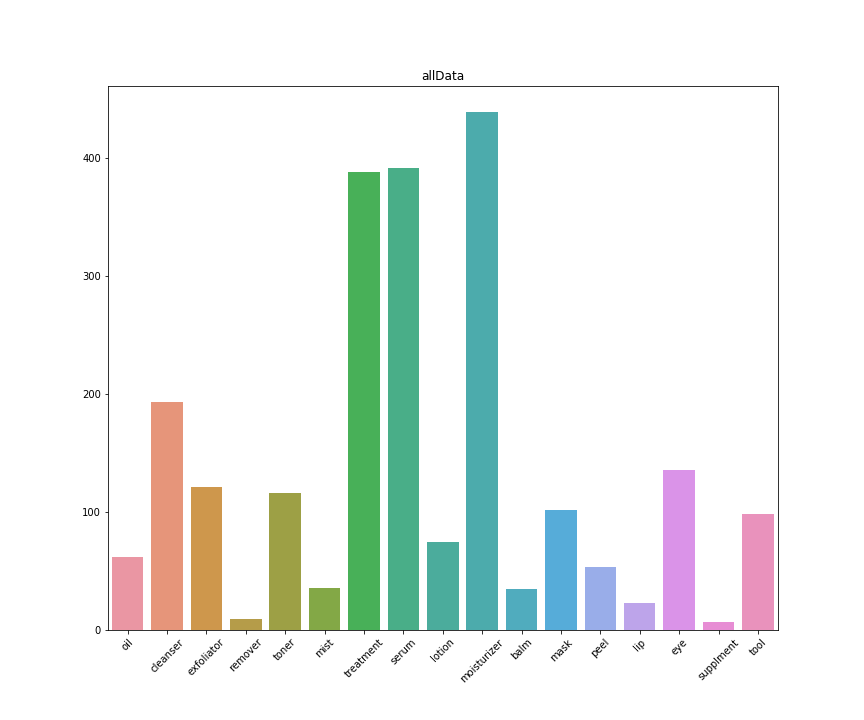 allData
400
300
200
100
0
oil cleanser exfoliator remover toner mist treatment serum lotion moisturizer balm mask peel lip eye supplment tool